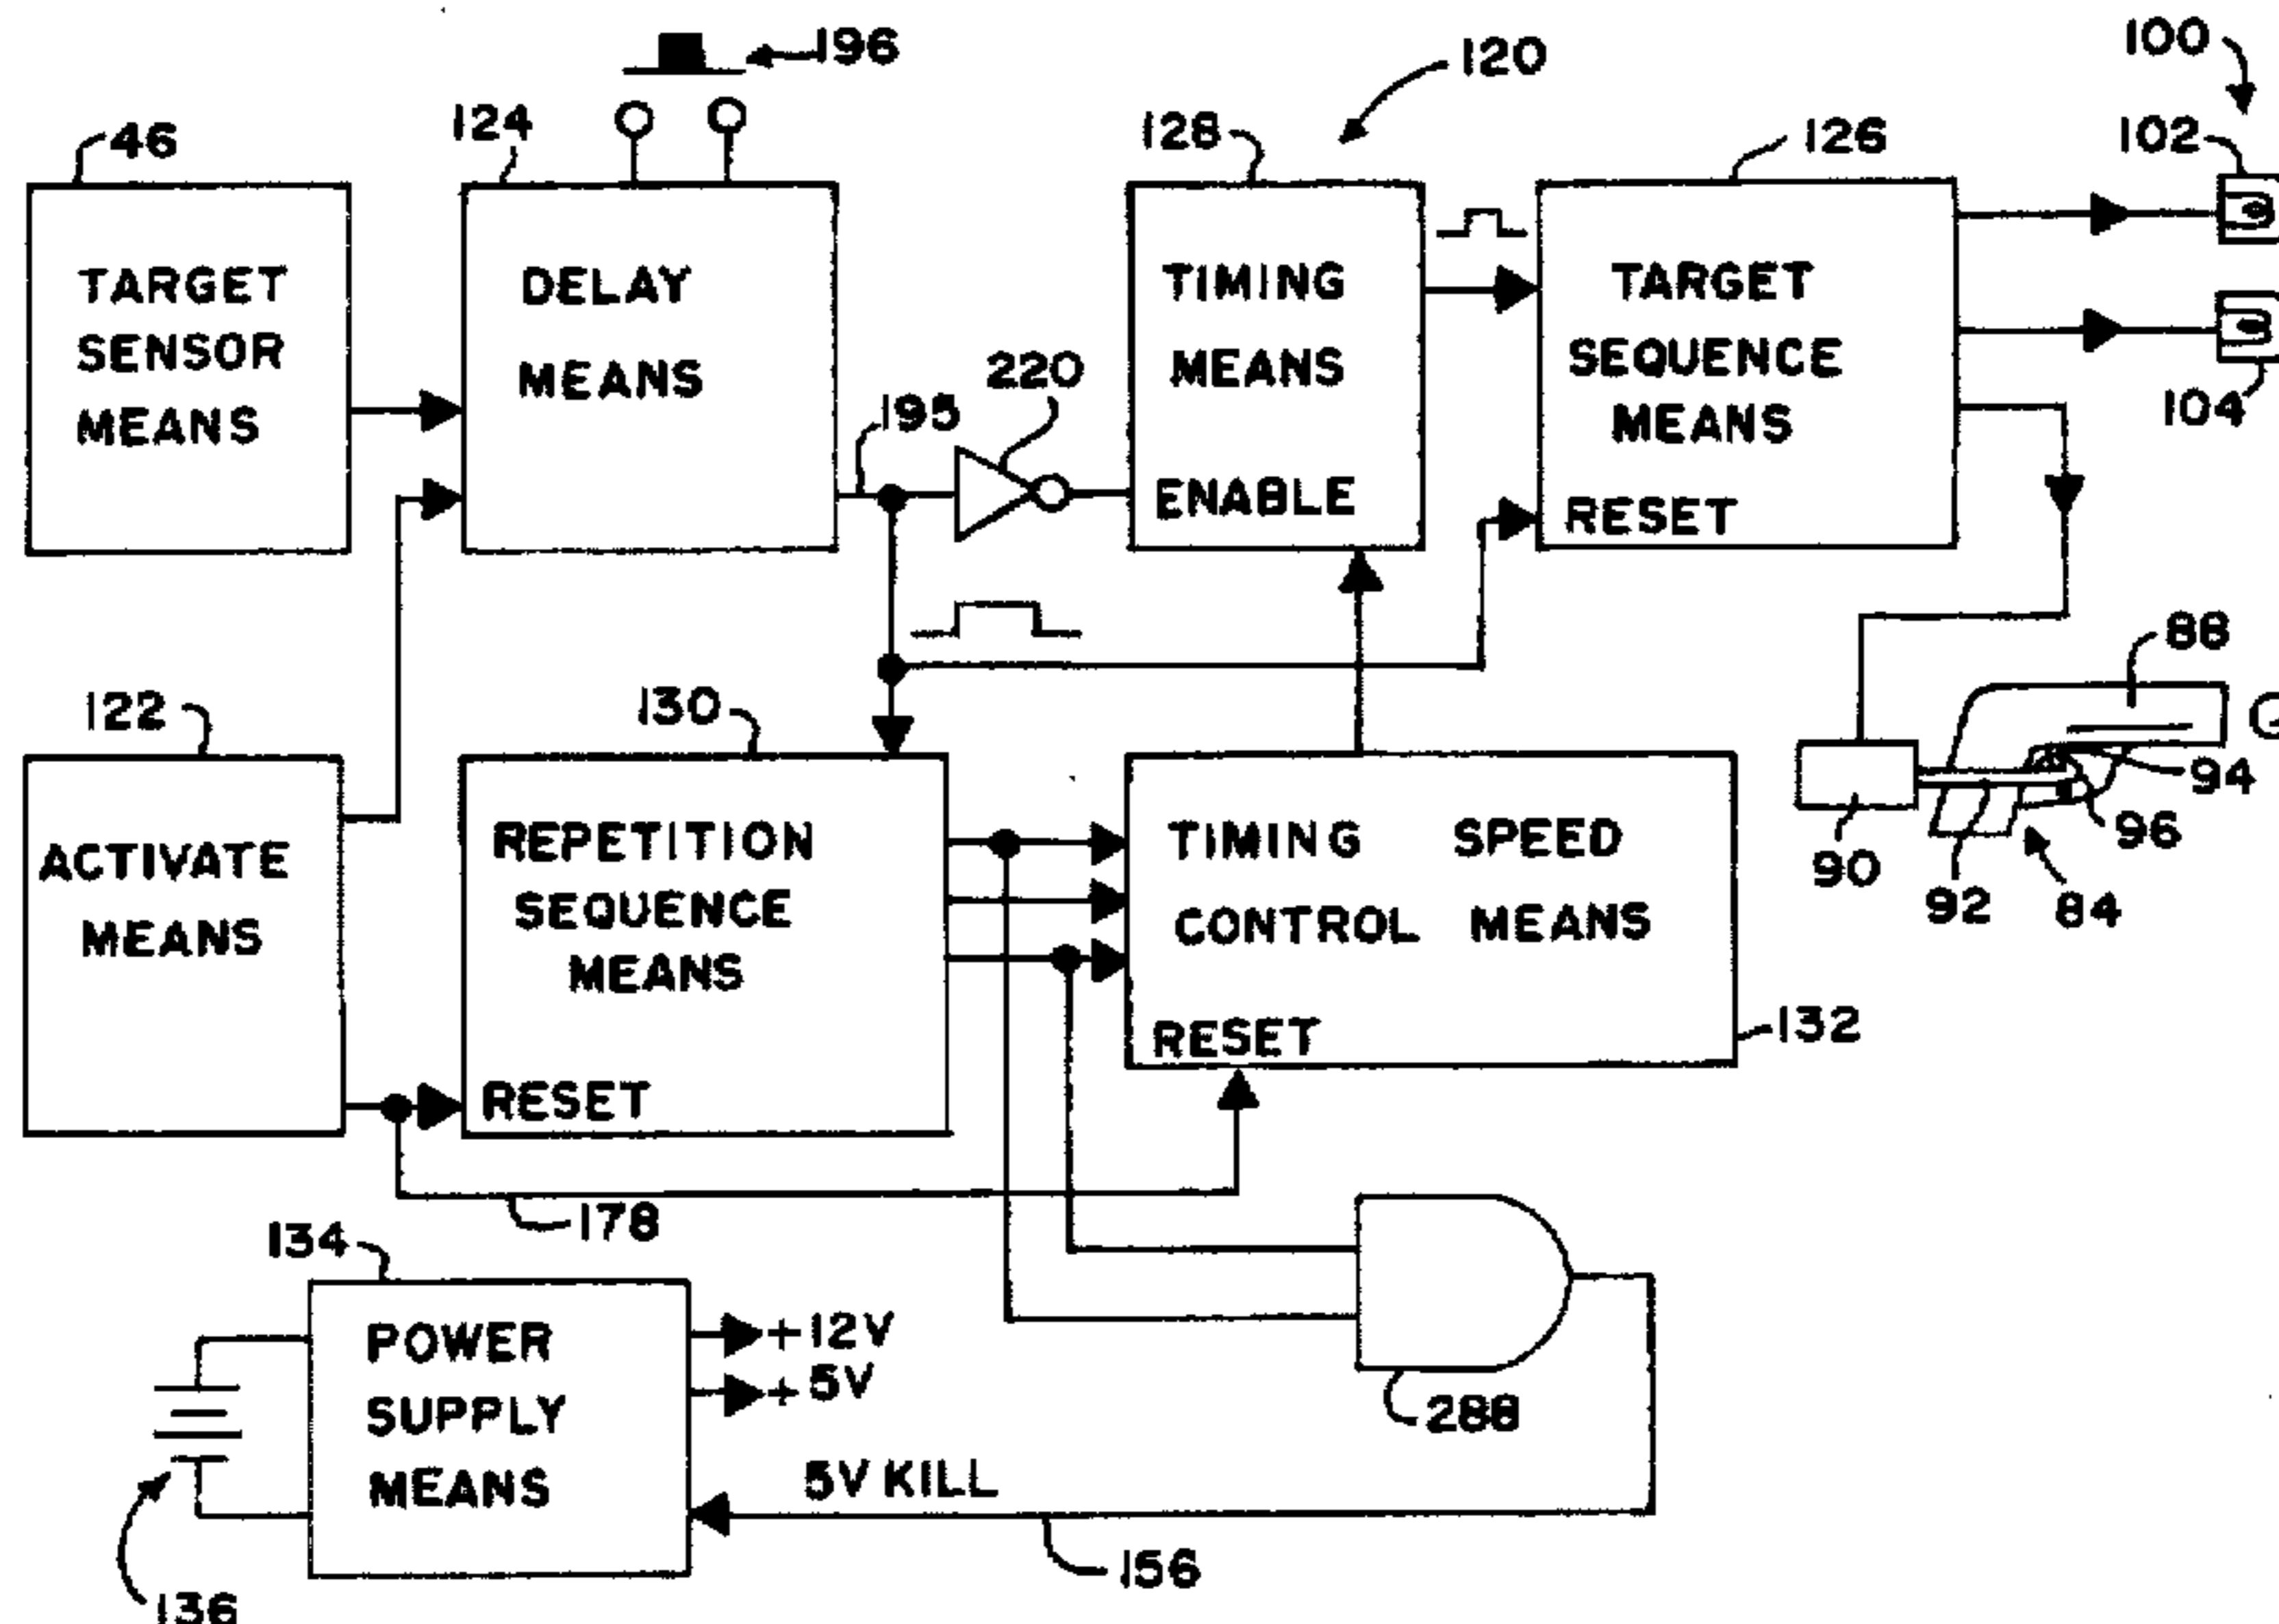 196
120
100
46
124
128
126
102
TARGET
SENSOR
MEANS
DELAY
MEANS
195
220
TIMING
MEANS
ENABLE
TARGET
SEQUENCE
MEANS
RESET
104
122
130
88
94
96
90
92
84
ACTIVATE
MEANS
REPETITION
SEQUENCE
MEANS
RESET
TIMING SPEED
CONTROL MEANS
RESET
132
178
134
POWER
SUPPLY
MEANS
+12V
+5V
288
5V KILL
156
136